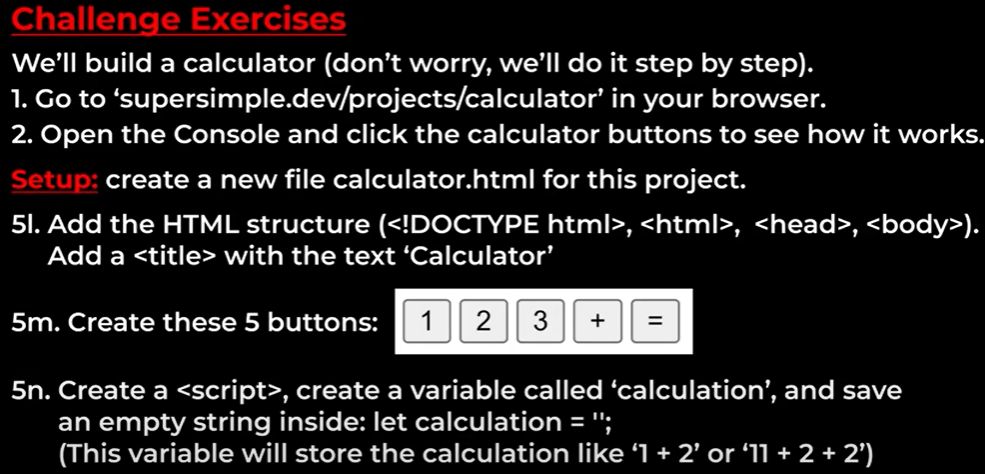 Challenge Exercises
We'll build a calculator (don't worry, we'll do it step by step).
1. Go to ‘supersimple.dev/projects/calculator’ in your browser.
2. Open the Console and click the calculator buttons to see how it works.
Setup: create a new file calculator.html for this project.
5l. Add the HTML structure (<!DOCTYPE html>, <html>, <head>, <body>).
Add a <title> with the text ‘Calculator’
5m. Create these 5 buttons: 1 2 3 + =
5n. Create a <script>, create a variable called ‘calculation’, and save
an empty string inside: let calculation = '';
(This variable will store the calculation like ‘1 + 2’ or ‘11 + 2 + 2’)